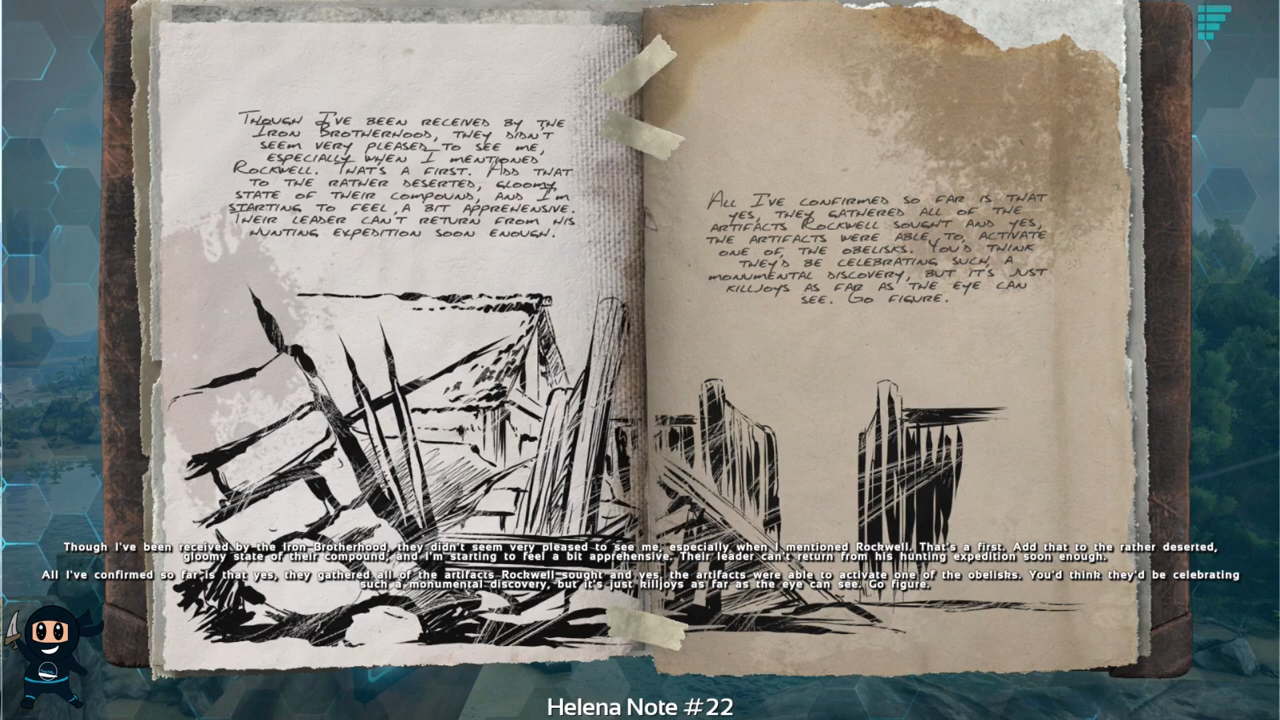 Though I've been received by the
Iron Brotherhood, they didn't
seem very pleased to see me,
especially when I mentioned
Rockwell. That's a first. Add that
to the rather deserted, gloomy
state of their compound, and I'm
starting to feel a bit apprehensive.
Their leader can't return from his
hunting expedition soon enough.
All I've confirmed so far is that
yes, they gathered all of the
artifacts Rockwell sought and yes,
the artifacts were able to activate
one of the obelisks. You'd think
they'd be celebrating such a
monumental discovery, but it's just
killjoys as far as the eye can
see. Go figure.
Though I've been received by the Iron Brotherhood, they didn't seem very pleased to see me, especially when I mentioned Rockwell. That's a first. Add that to the rather deserted,
gloomy state of their compound, and I'm starting to feel a bit apprehensive. Their leader can't return from his hunting expedition soon enough.
All I've confirmed so far is that yes, they gathered all of the artifacts Rockwell sought and yes, the artifacts were able to activate one of the obelisks. You'd think they'd be celebrating
such a monumental discovery, but it's just killjoys as far as the eye can see. Go figure.
Helena Note #22